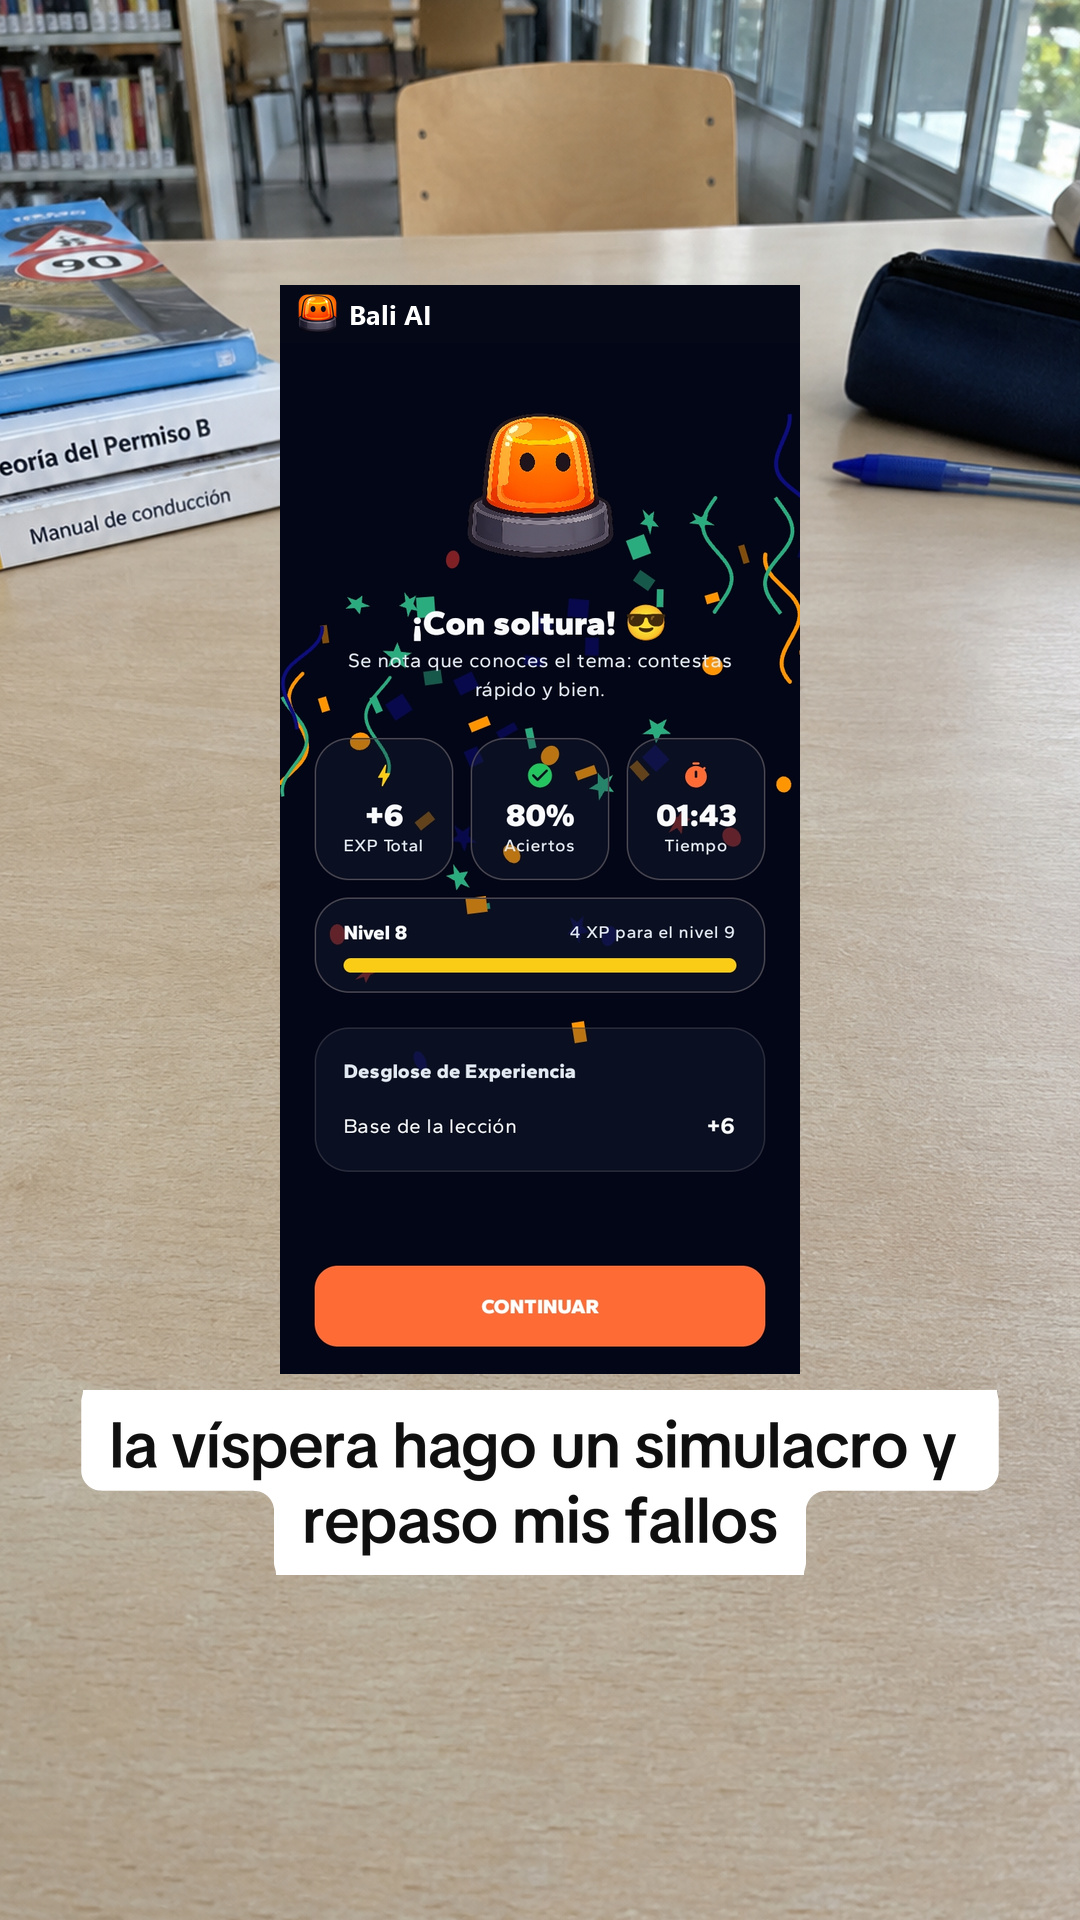 90
eoría del Permiso B
Manual de conducción
Bali AI
¡Con soltura! 😎
Se nota que conoces el tema: contestas
rápido y bien.
+6
EXP Total
80%
Aciertos
01:43
Tiempo
Nivel 8
4 XP para el nivel 9
Desglose de Experiencia
Base de la lección
+6
CONTINUAR
la víspera hago un simulacro y
repaso mis fallos